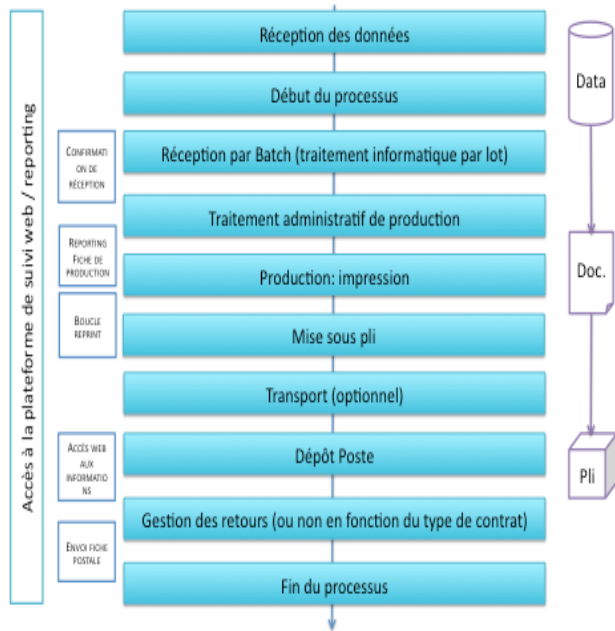 Accès à la plateforme de suivi web / reporting
Réception des données
Début du processus
Réception par Batch (traitement informatique par lot)
Traitement administratif de production
Production: impression
Mise sous pli
Transport (optionnel)
Dépôt Poste
Gestion des retours (ou non en fonction du type de contrat)
Fin du processus
CONFIRMATI
ON DE
RÉCEPTION
REPORTING
FICHE DE
PRODUCTION
BOUCLE
REPRINT
ACCÈS WEB
AUX
INFORMATIO
NS
ENVOI FICHE
POSTALE
Data
Doc.
Pli